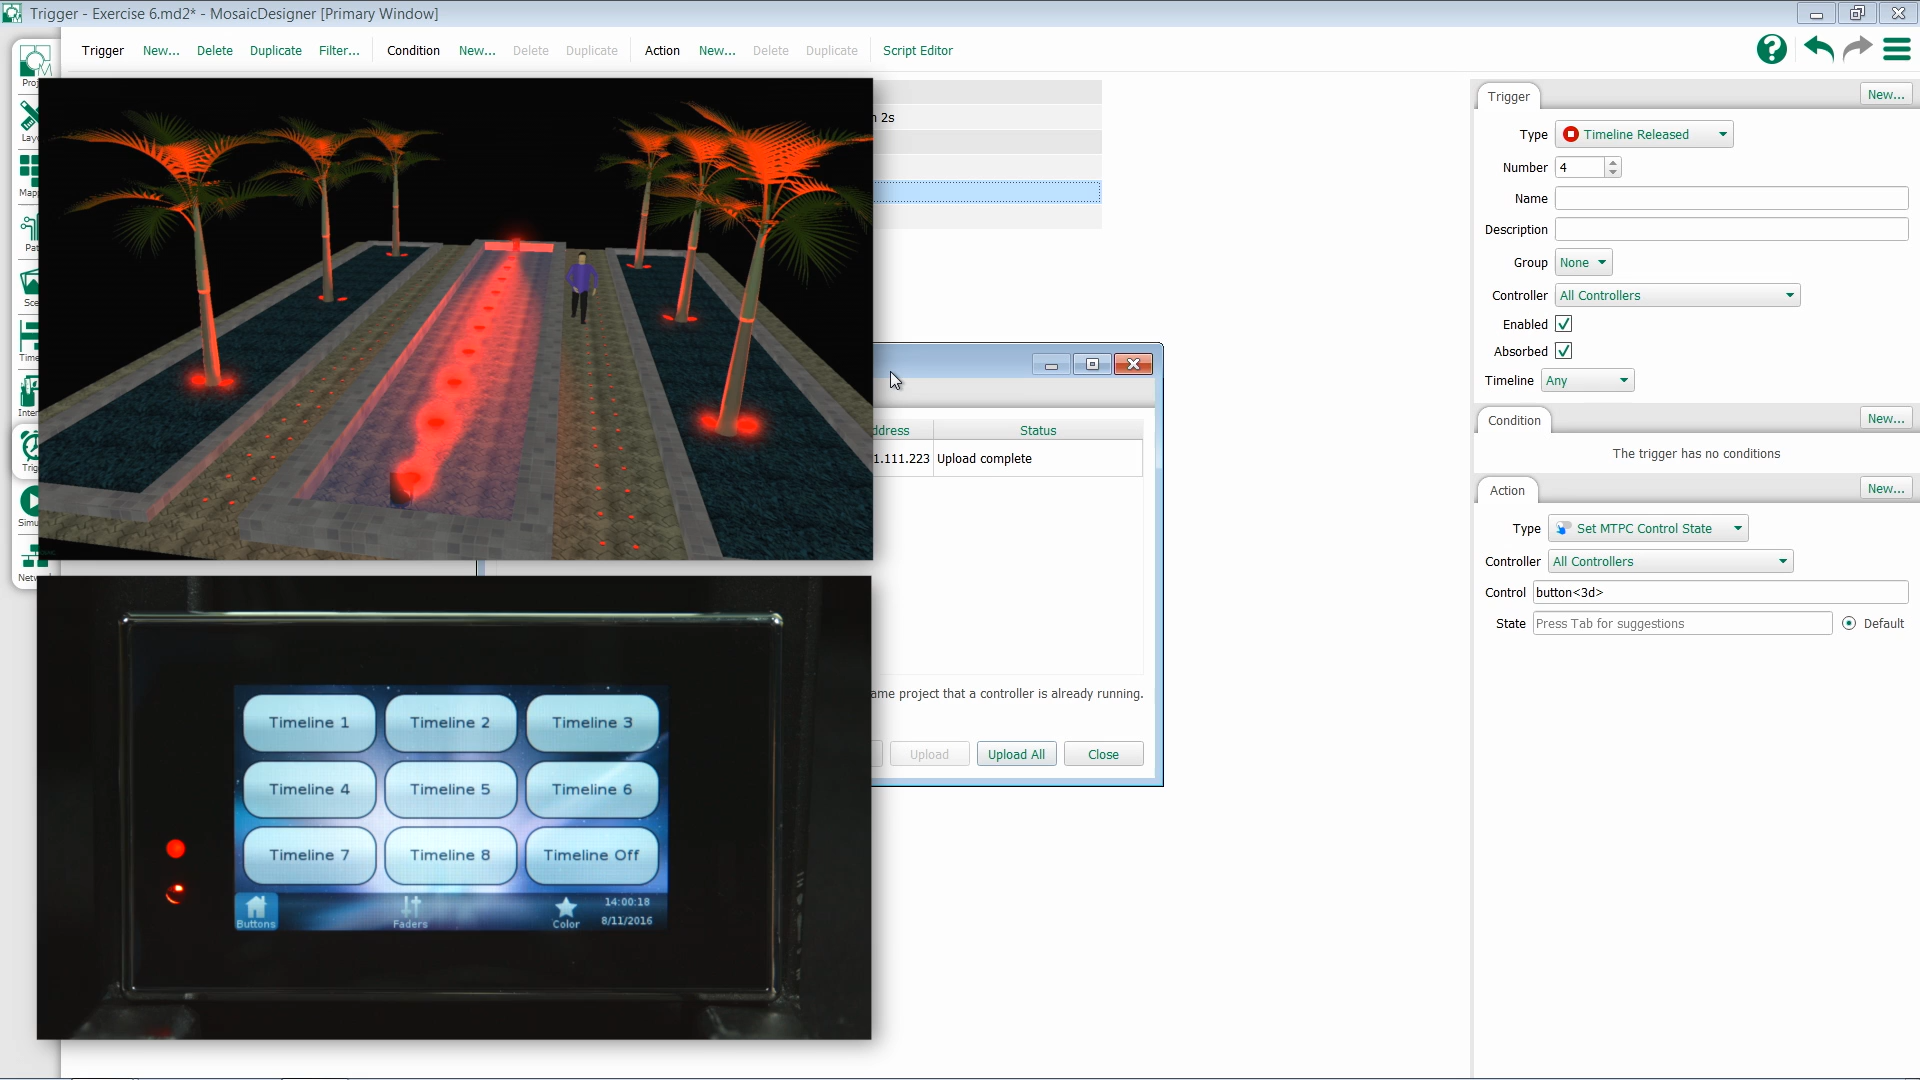 Trigger - Exercise 6.md2* - MosaicDesigner [Primary Window]
Trigger New... Delete Duplicate Filter... Condition New... Delete Duplicate Action New... Delete Duplicate Script Editor
n 2s
Trigger New...
Type Timeline Released
Number 4
Name
Description
Group None
Controller All Controllers
Enabled
Absorbed
Timeline Any
Condition New...
The trigger has no conditions
Action New...
Type Set MTPC Control State
Controller All Controllers
Control button<3d>
State Press Tab for suggestions Default
ddress Status
1.111.223 Upload complete
ame project that a controller is already running.
Upload Upload All Close
Timeline 1 Timeline 2 Timeline 3
Timeline 4 Timeline 5 Timeline 6
Timeline 7 Timeline 8 Timeline Off
Buttons Faders Color
14:00:18
8/11/2016